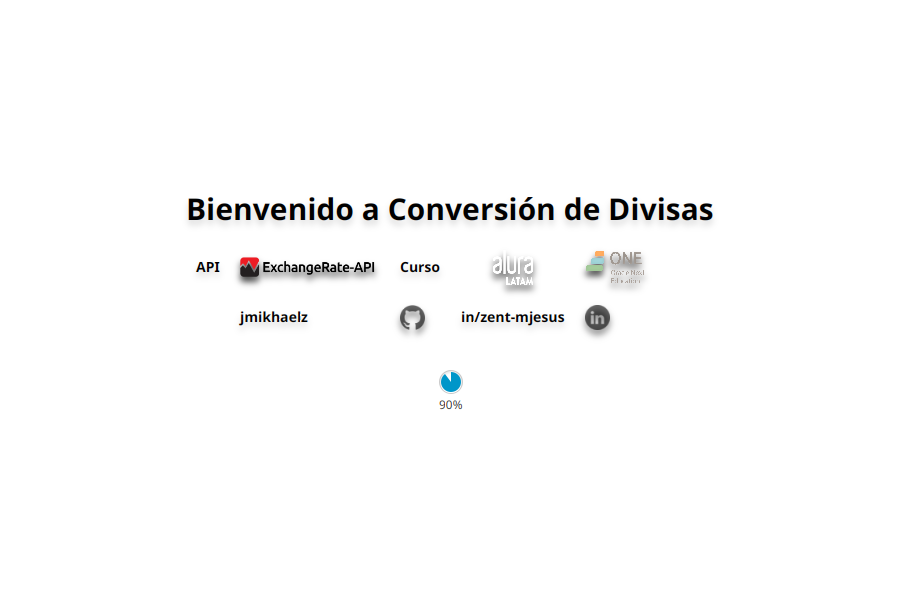 Bienvenido a Conversión de Divisas
API ExchangeRate-API Curso alura LATAM ONE Oracle Next Education
jmikhaelz in/zent-mjesus in
90%